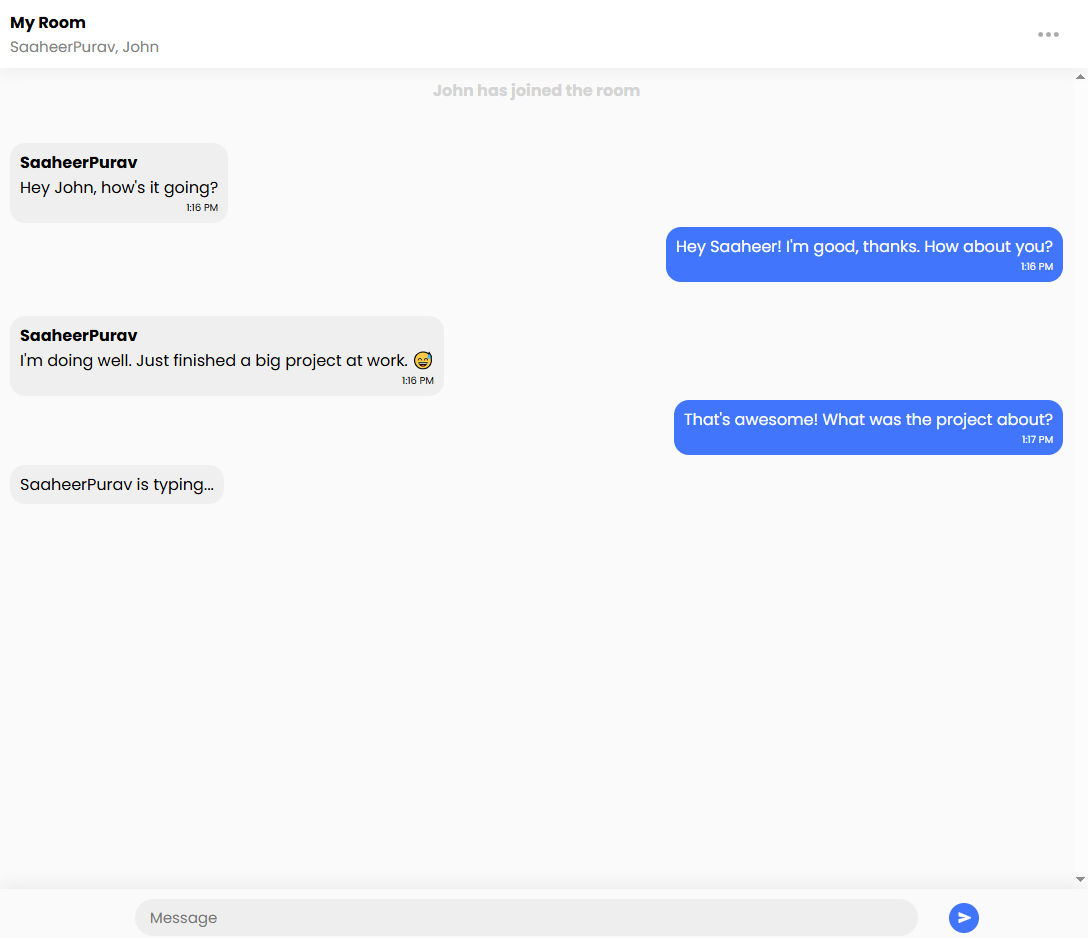 My Room
SaaheerPurav, John
John has joined the room
SaaheerPurav
Hey John, how's it going?
1:16 PM
Hey Saaheer! I'm good, thanks. How about you?
1:16 PM
SaaheerPurav
I'm doing well. Just finished a big project at work. 😅
1:16 PM
That's awesome! What was the project about?
1:17 PM
SaaheerPurav is typing...
Message